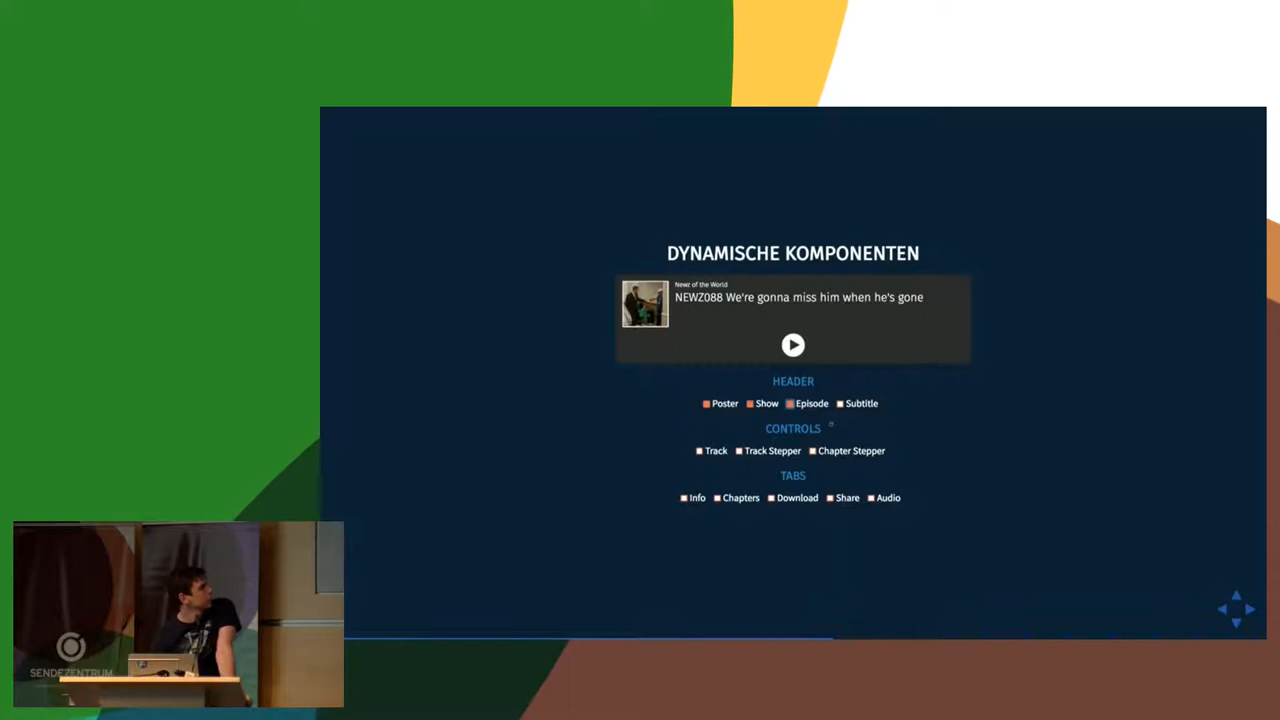 DYNAMISCHE KOMPONENTEN
Newz of the World
NEWZ088 We're gonna miss him when he's gone
HEADER
Poster Show Episode Subtitle
CONTROLS
Track Track Stepper Chapter Stepper
TABS
Info Chapters Download Share Audio
SENDEZENTRUM